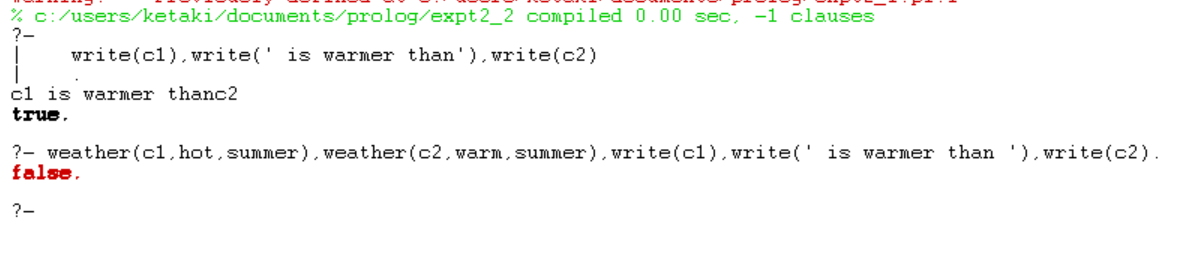 % c:/users/ketaki/documents/prolog/expt2_2 compiled 0.00 sec, -1 clauses
?-
|    write(c1),write(' is warmer than'),write(c2)
|    .
c1 is warmer thanc2
true.
?- weather(c1,hot,summer),weather(c2,warm,summer),write(c1),write(' is warmer than '),write(c2).
false.
?-